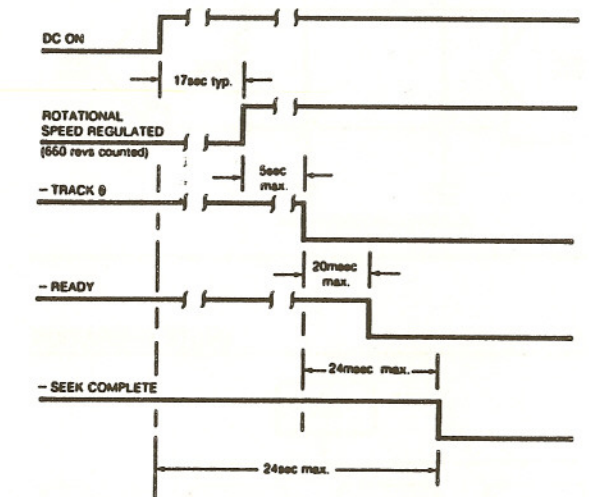 DC ON
17sec typ.
ROTATIONAL
SPEED REGULATED
(660 revs counted)
5sec
max.
– TRACK 0
20msec
max.
– READY
24msec max.
– SEEK COMPLETE
24sec max.